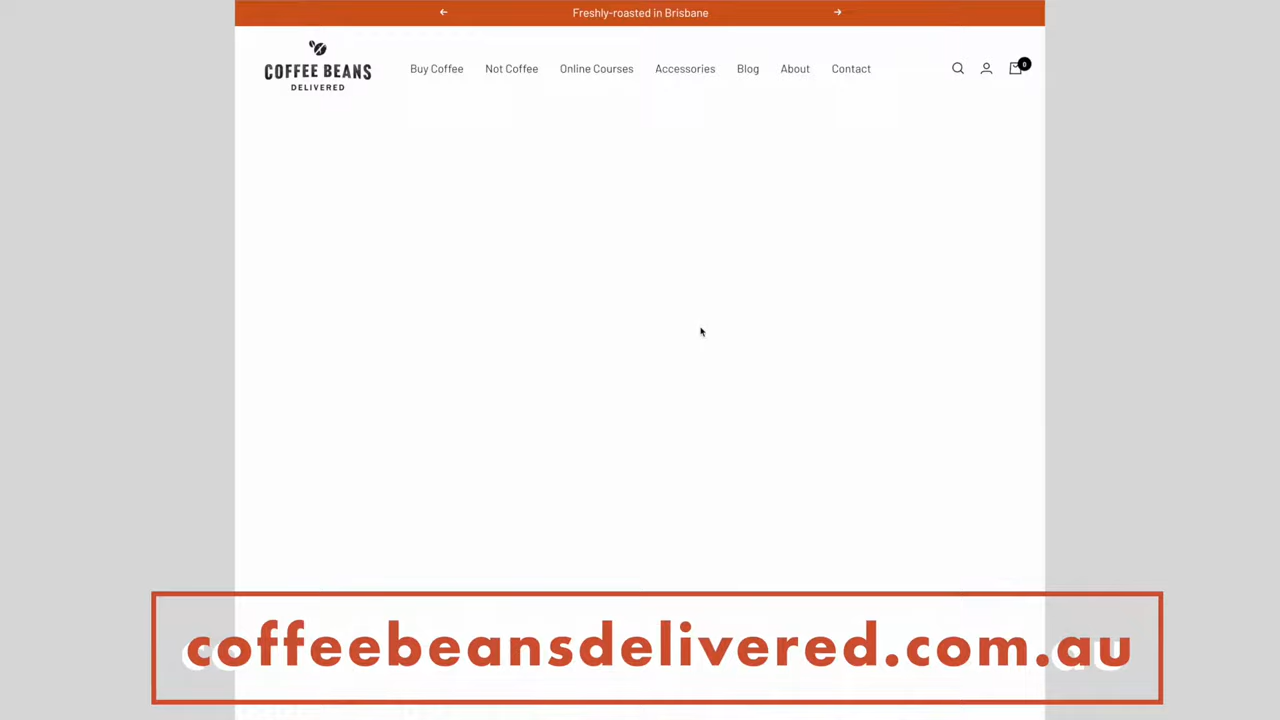 Freshly-roasted in Brisbane
COFFEE BEANS
DELIVERED
Buy Coffee Not Coffee Online Courses Accessories Blog About Contact
0
coffeebeansdelivered.com.au